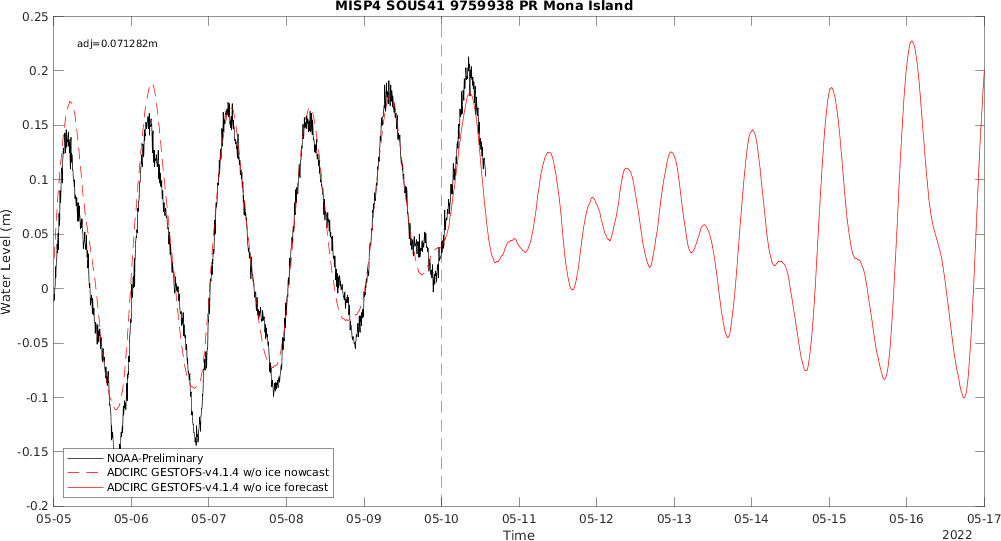 MISP4 SOUS41 9759938 PR Mona Island
adj=0.071282m
0.25
0.2
0.15
0.1
0.05
0
-0.05
-0.1
-0.15
-0.2
Water Level (m)
NOAA-Preliminary
ADCIRC GESTOFS-v4.1.4 w/o ice nowcast
ADCIRC GESTOFS-v4.1.4 w/o ice forecast
05-05 05-06 05-07 05-08 05-09 05-10 05-11 05-12 05-13 05-14 05-15 05-16 05-17
Time
2022